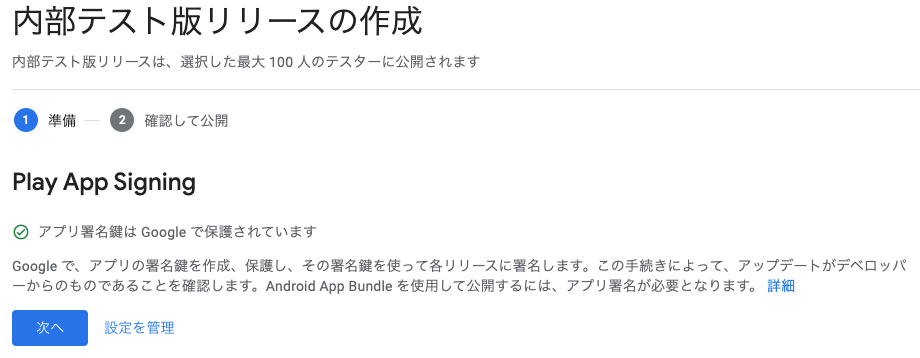 内部テスト版リリースの作成
内部テスト版リリースは、選択した最大 100 人のテスターに公開されます
1 準備 2 確認して公開
Play App Signing
アプリ署名鍵は Google で保護されています
Google で、アプリの署名鍵を作成、保護し、その署名鍵を使って各リリースに署名します。この手続きによって、アップデートがデベロッパ
ーからのものであることを確認します。Android App Bundle を使用して公開するには、アプリ署名が必要となります。 詳細
次へ 設定を管理